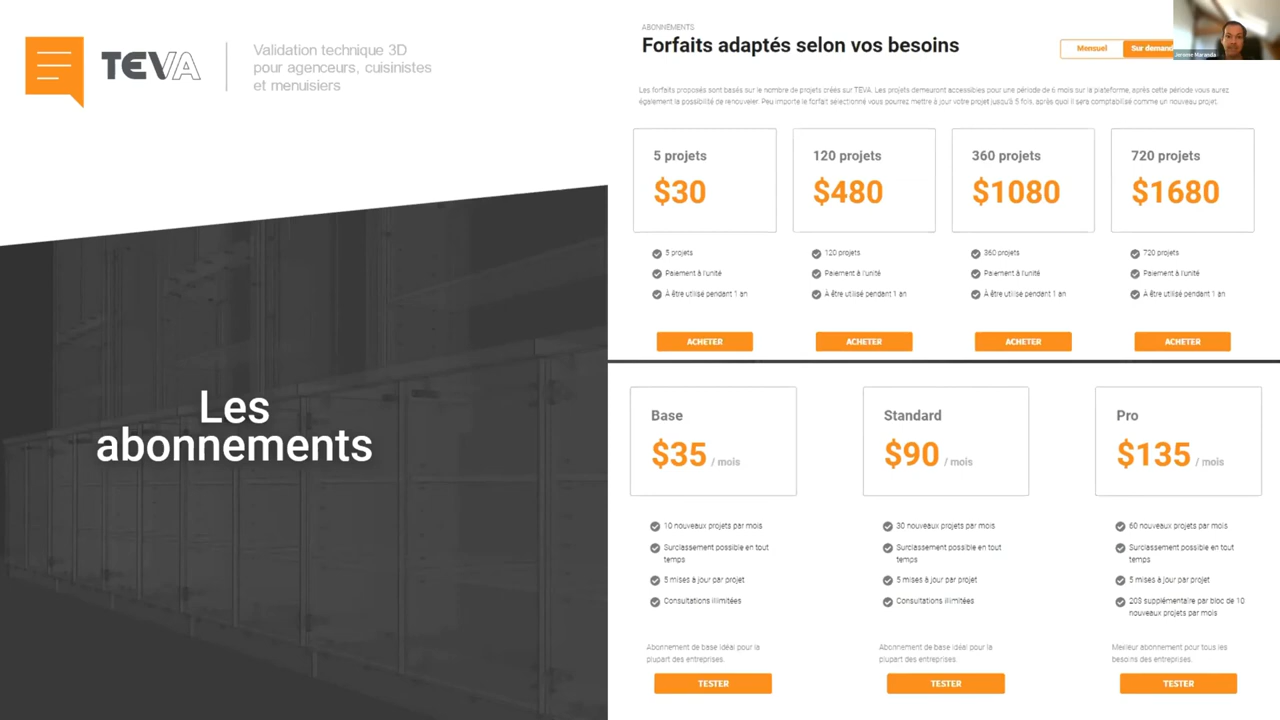 TEVA
Validation technique 3D
pour agenceurs, cuisinistes
et menuisiers
Les
abonnements
ABONNEMENTS
Forfaits adaptés selon vos besoins
Mensuel
Sur demand
Jerome Maranda
Les forfaits proposés sont basés sur le nombre de projets créés sur TEVA. Les projets demeuront accessibles pour une période de 6 mois sur la plateforme, après cette période vous aurez
également la possibilité de renouveler. Peu importe le forfait sélectionné vous pourrez mettre à jour votre projet jusqu'à 5 fois, après quoi il sera comptabilisé comme un nouveau projet.
5 projets
$30
5 projets
Paiement à l'unité
À être utilisé pendant 1 an
ACHETER
120 projets
$480
120 projets
Paiement à l'unité
À être utilisé pendant 1 an
ACHETER
360 projets
$1080
360 projets
Paiement à l'unité
À être utilisé pendant 1 an
ACHETER
720 projets
$1680
720 projets
Paiement à l'unité
À être utilisé pendant 1 an
ACHETER
Base
$35 / mois
10 nouveaux projets par mois
Surclassement possible en tout
temps
5 mises à jour par projet
Consultations illimitées
Abonnement de base idéal pour la
plupart des entreprises.
TESTER
Standard
$90 / mois
30 nouveaux projets par mois
Surclassement possible en tout
temps
5 mises à jour par projet
Consultations illimitées
Abonnement de base idéal pour la
plupart des entreprises.
TESTER
Pro
$135 / mois
60 nouveaux projets par mois
Surclassement possible en tout
temps
5 mises à jour par projet
20$ supplémentaire par bloc de 10
nouveaux projets par mois
Meilleur abonnement pour tous les
besoins des entreprises.
TESTER